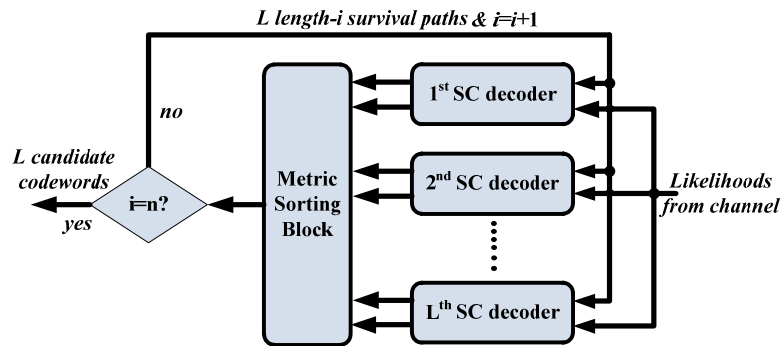 L length-i survival paths & i=i+1
no
1st SC decoder
L candidate
codewords
yes
i=n?
Metric
Sorting
Block
2nd SC decoder
Likelihoods
from channel
Lth SC decoder